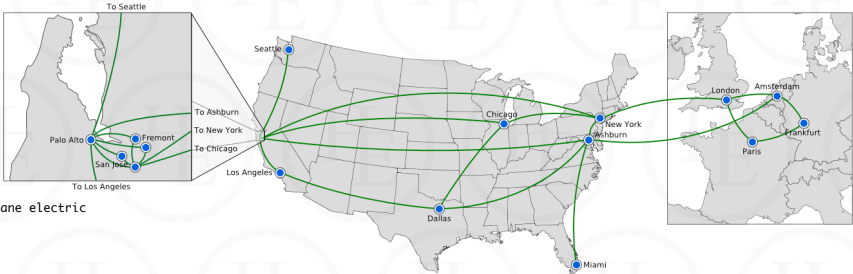 To Seattle
Seattle
To Ashburn
To New York
To Chicago
Palo Alto
Fremont
San Jose
To Los Angeles
Los Angeles
Chicago
New York
Ashburn
Dallas
Miami
London
Amsterdam
Frankfurt
Paris
ane electric